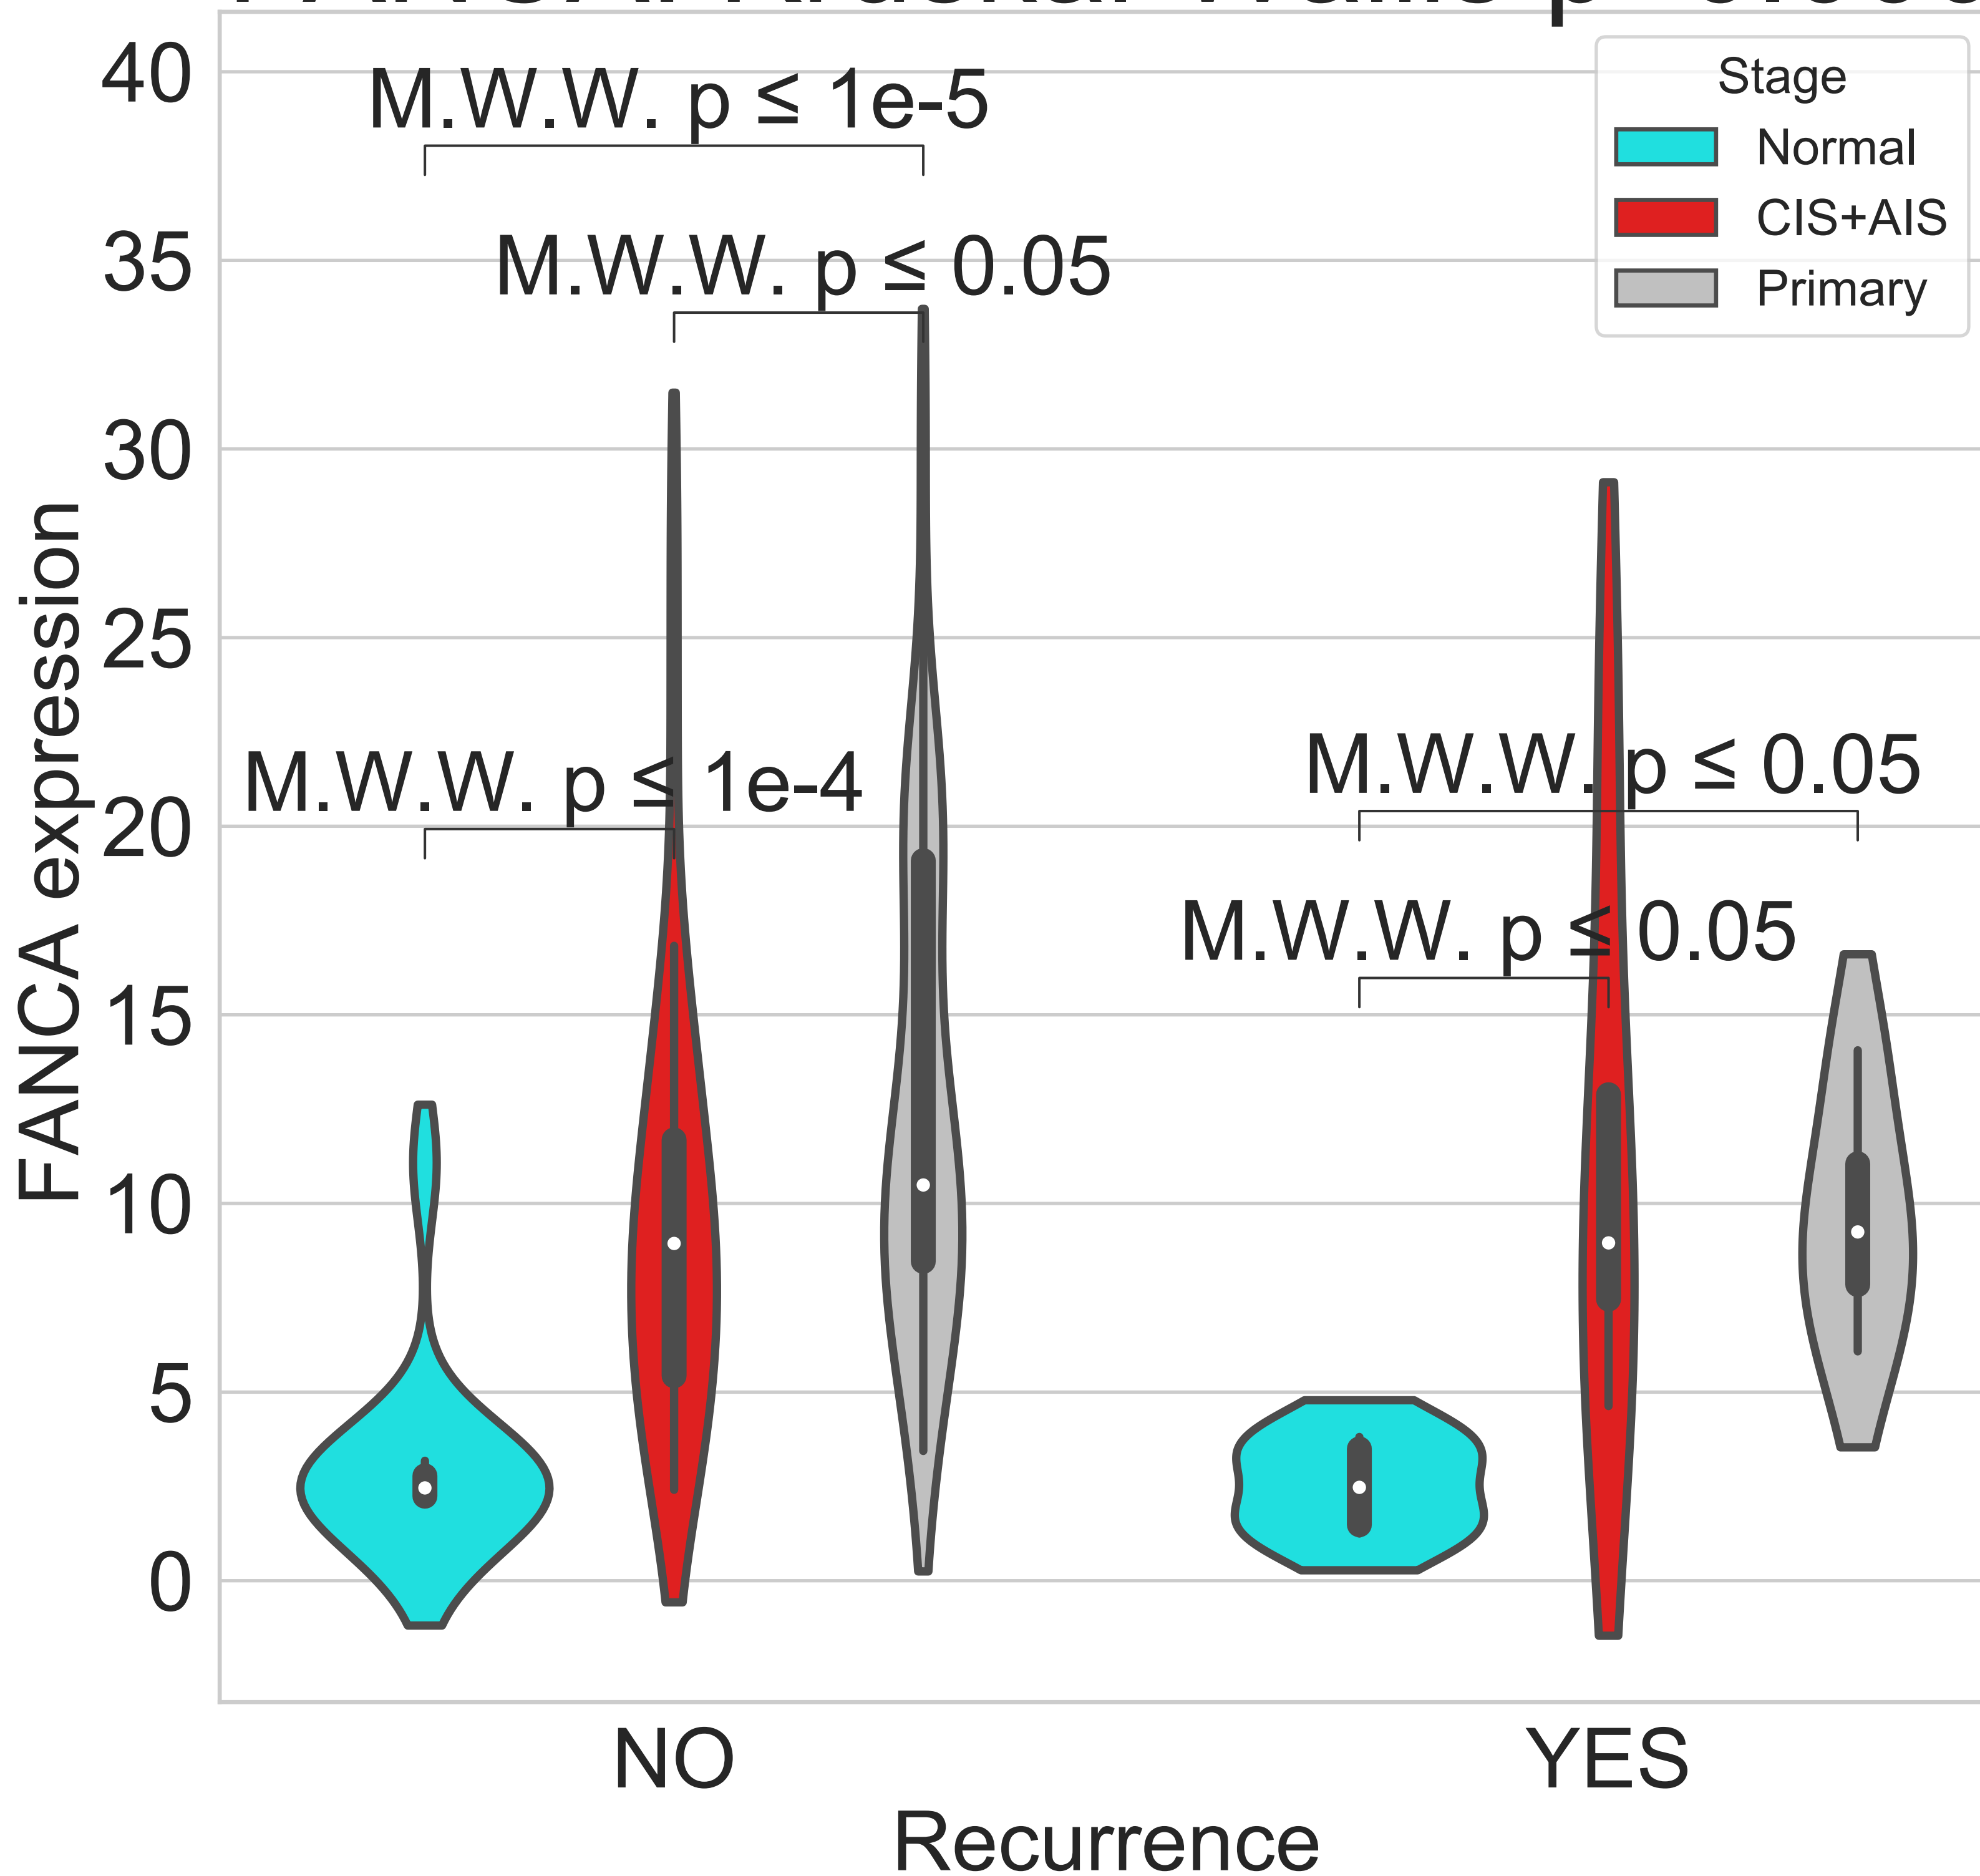 40
35
30
25
20
15
10
5
0
FANCA expression
M.W.W. p ≤ 1e-5
M.W.W. p ≤ 0.05
M.W.W. p ≤ 1e-4
M.W.W. p ≤ 0.05
M.W.W. p ≤ 0.05
Stage
Normal
CIS+AIS
Primary
NO
YES
Recurrence